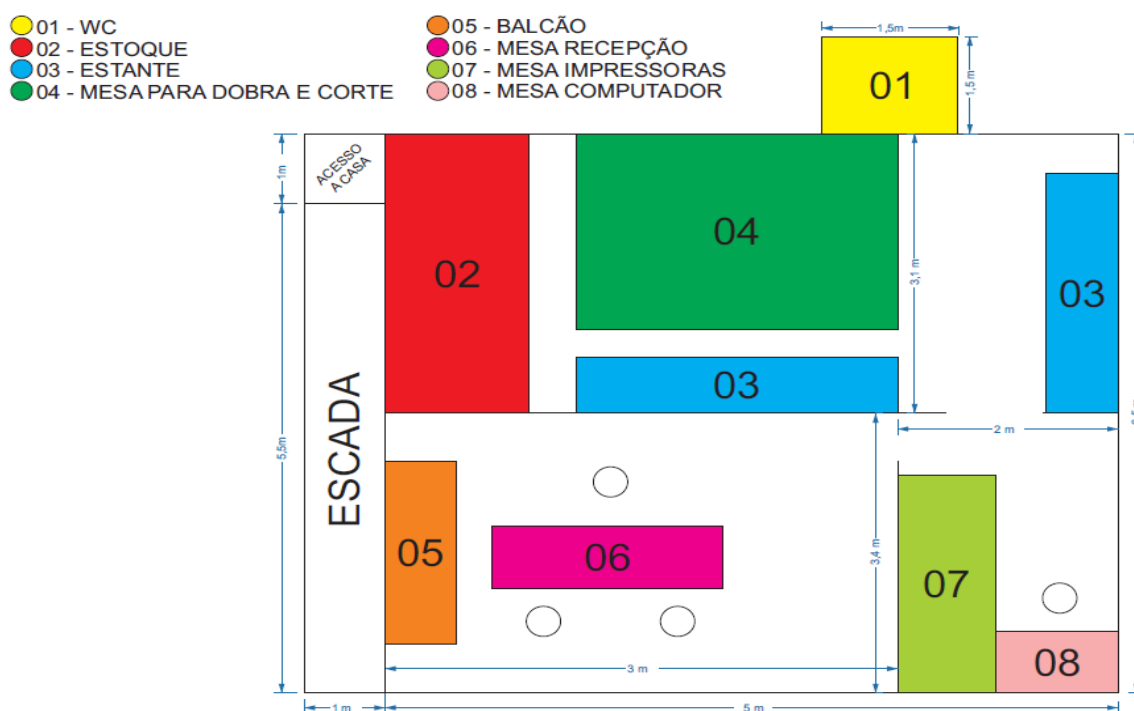 01 - WC
02 - ESTOQUE
03 - ESTANTE
04 - MESA PARA DOBRA E CORTE
05 - BALCÃO
06 - MESA RECEPÇÃO
07 - MESA IMPRESSORAS
08 - MESA COMPUTADOR
1,5m
01
1,5m
ACESSO
A CASA
1m
02
04
3,1 m
03
03
2 m
5,5m
ESCADA
05
06
3,4 m
07
08
3 m
1 m
5 m